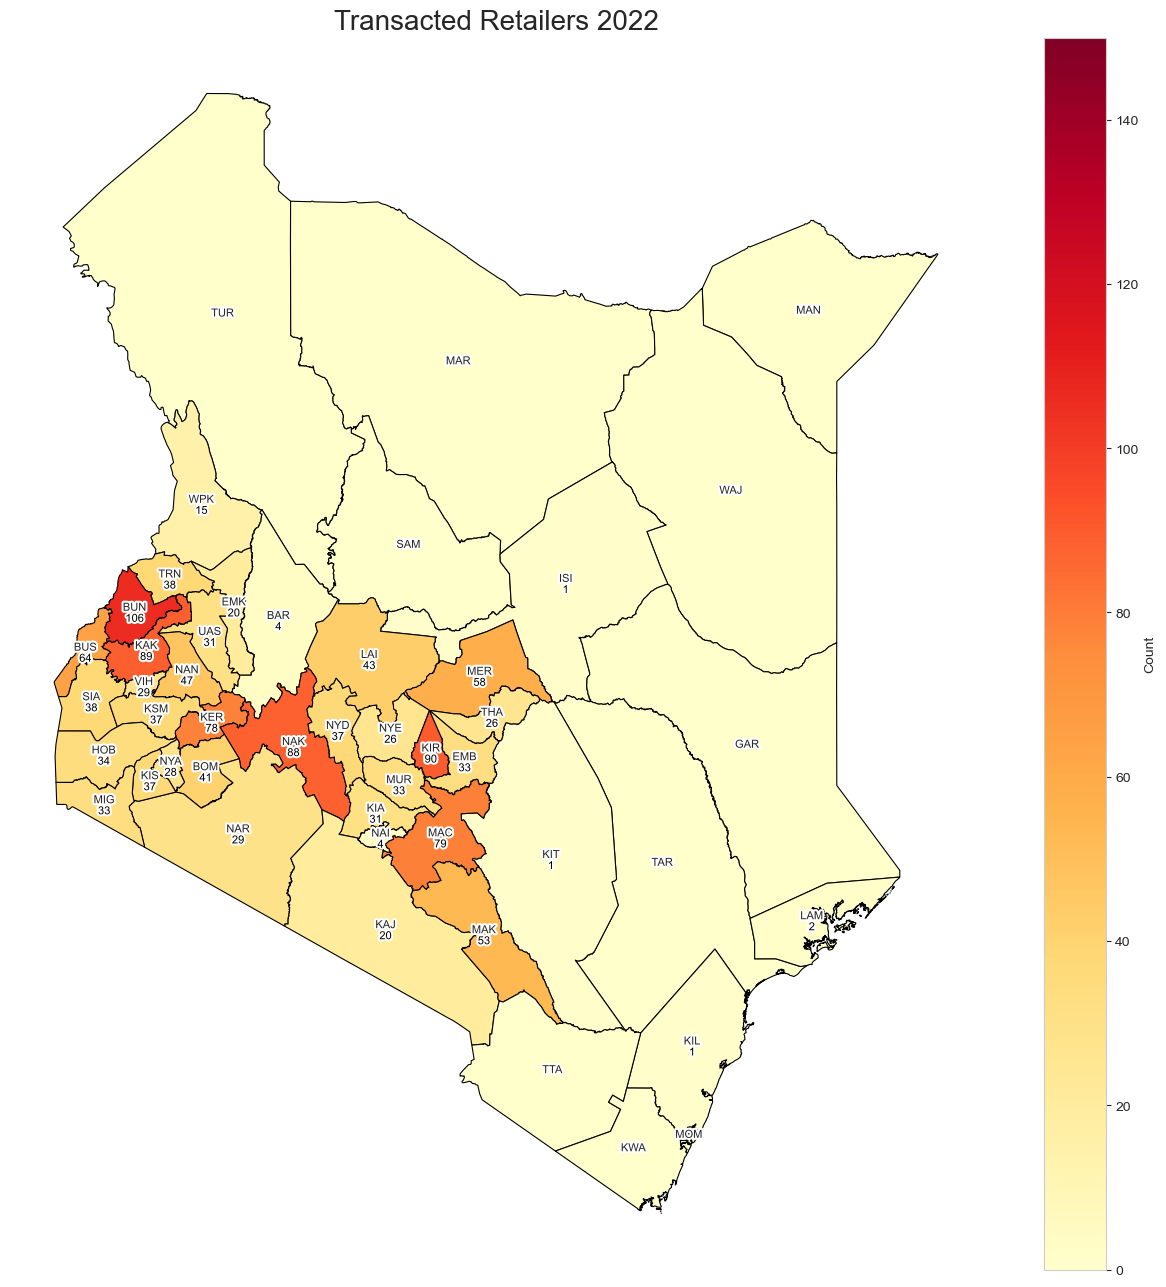 Transacted Retailers 2022
140
120
100
80
60
40
20
0
Count
TUR
MAR
MAN
WAJ
WPK
15
SAM
ISI
1
TRN
38
EMK
20
BUN
106
BAR
4
UAS
31
BUS
64
KAK
89
LAI
43
NAN
47
MER
58
VIH
29
SIA
38
KSM
37
KER
78
THA
26
NYD
37
NYE
26
GAR
NAK
88
KIR
90
HOB
34
EMB
33
NYA
28
BOM
41
KIS
37
MUR
33
MIG
33
KIA
31
NAR
29
NAI
4
MAC
79
KIT
1
TAR
LAM
2
KAJ
20
MAK
53
KIL
1
TTA
MOM
KWA